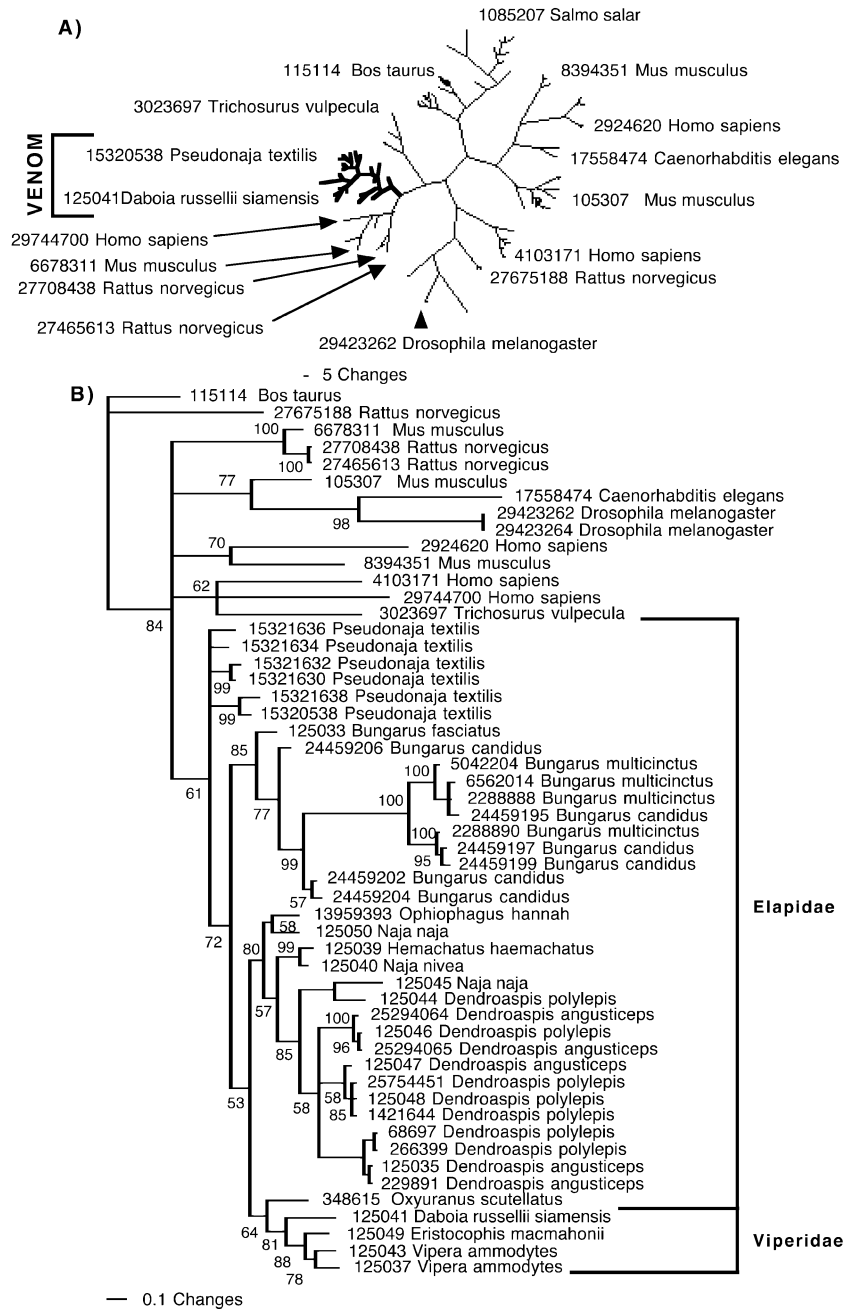 A)
1085207 Salmo salar
115114 Bos taurus
8394351 Mus musculus
3023697 Trichosurus vulpecula
2924620 Homo sapiens
VENOM
15320538 Pseudonaja textilis
17558474 Caenorhabditis elegans
125041Daboia russellii siamensis
105307 Mus musculus
29744700 Homo sapiens
4103171 Homo sapiens
6678311 Mus musculus
27675188 Rattus norvegicus
27708438 Rattus norvegicus
27465613 Rattus norvegicus
29423262 Drosophila melanogaster
- 5 Changes
B)
115114 Bos taurus
27675188 Rattus norvegicus
100
6678311 Mus musculus
27708438 Rattus norvegicus
100
27465613 Rattus norvegicus
77
105307 Mus musculus
17558474 Caenorhabditis elegans
29423262 Drosophila melanogaster
98
29423264 Drosophila melanogaster
70
2924620 Homo sapiens
8394351 Mus musculus
62
4103171 Homo sapiens
29744700 Homo sapiens
3023697 Trichosurus vulpecula
84
15321636 Pseudonaja textilis
15321634 Pseudonaja textilis
15321632 Pseudonaja textilis
99
15321630 Pseudonaja textilis
15321638 Pseudonaja textilis
99
15320538 Pseudonaja textilis
125033 Bungarus fasciatus
85
24459206 Bungarus candidus
5042204 Bungarus multicinctus
100
6562014 Bungarus multicinctus
61
2288888 Bungarus multicinctus
100
24459195 Bungarus candidus
77
100
2288890 Bungarus multicinctus
24459197 Bungarus candidus
99
95
24459199 Bungarus candidus
24459202 Bungarus candidus
57
24459204 Bungarus candidus
Elapidae
13959393 Ophiophagus hannah
58
125050 Naja naja
72
80
99
125039 Hemachatus haemachatus
125040 Naja nivea
125045 Naja naja
125044 Dendroaspis polylepis
57
25294064 Dendroaspis angusticeps
100
125046 Dendroaspis polylepis
85
96
25294065 Dendroaspis angusticeps
125047 Dendroaspis angusticeps
25754451 Dendroaspis polylepis
53
58
58
125048 Dendroaspis polylepis
85
1421644 Dendroaspis polylepis
68697 Dendroaspis polylepis
266399 Dendroaspis polylepis
125035 Dendroaspis angusticeps
229891 Dendroaspis angusticeps
348615 Oxyuranus scutellatus
125041 Daboia russellii siamensis
64
125049 Eristocophis macmahonii
Viperidae
81
125043 Vipera ammodytes
88
125037 Vipera ammodytes
78
0.1 Changes